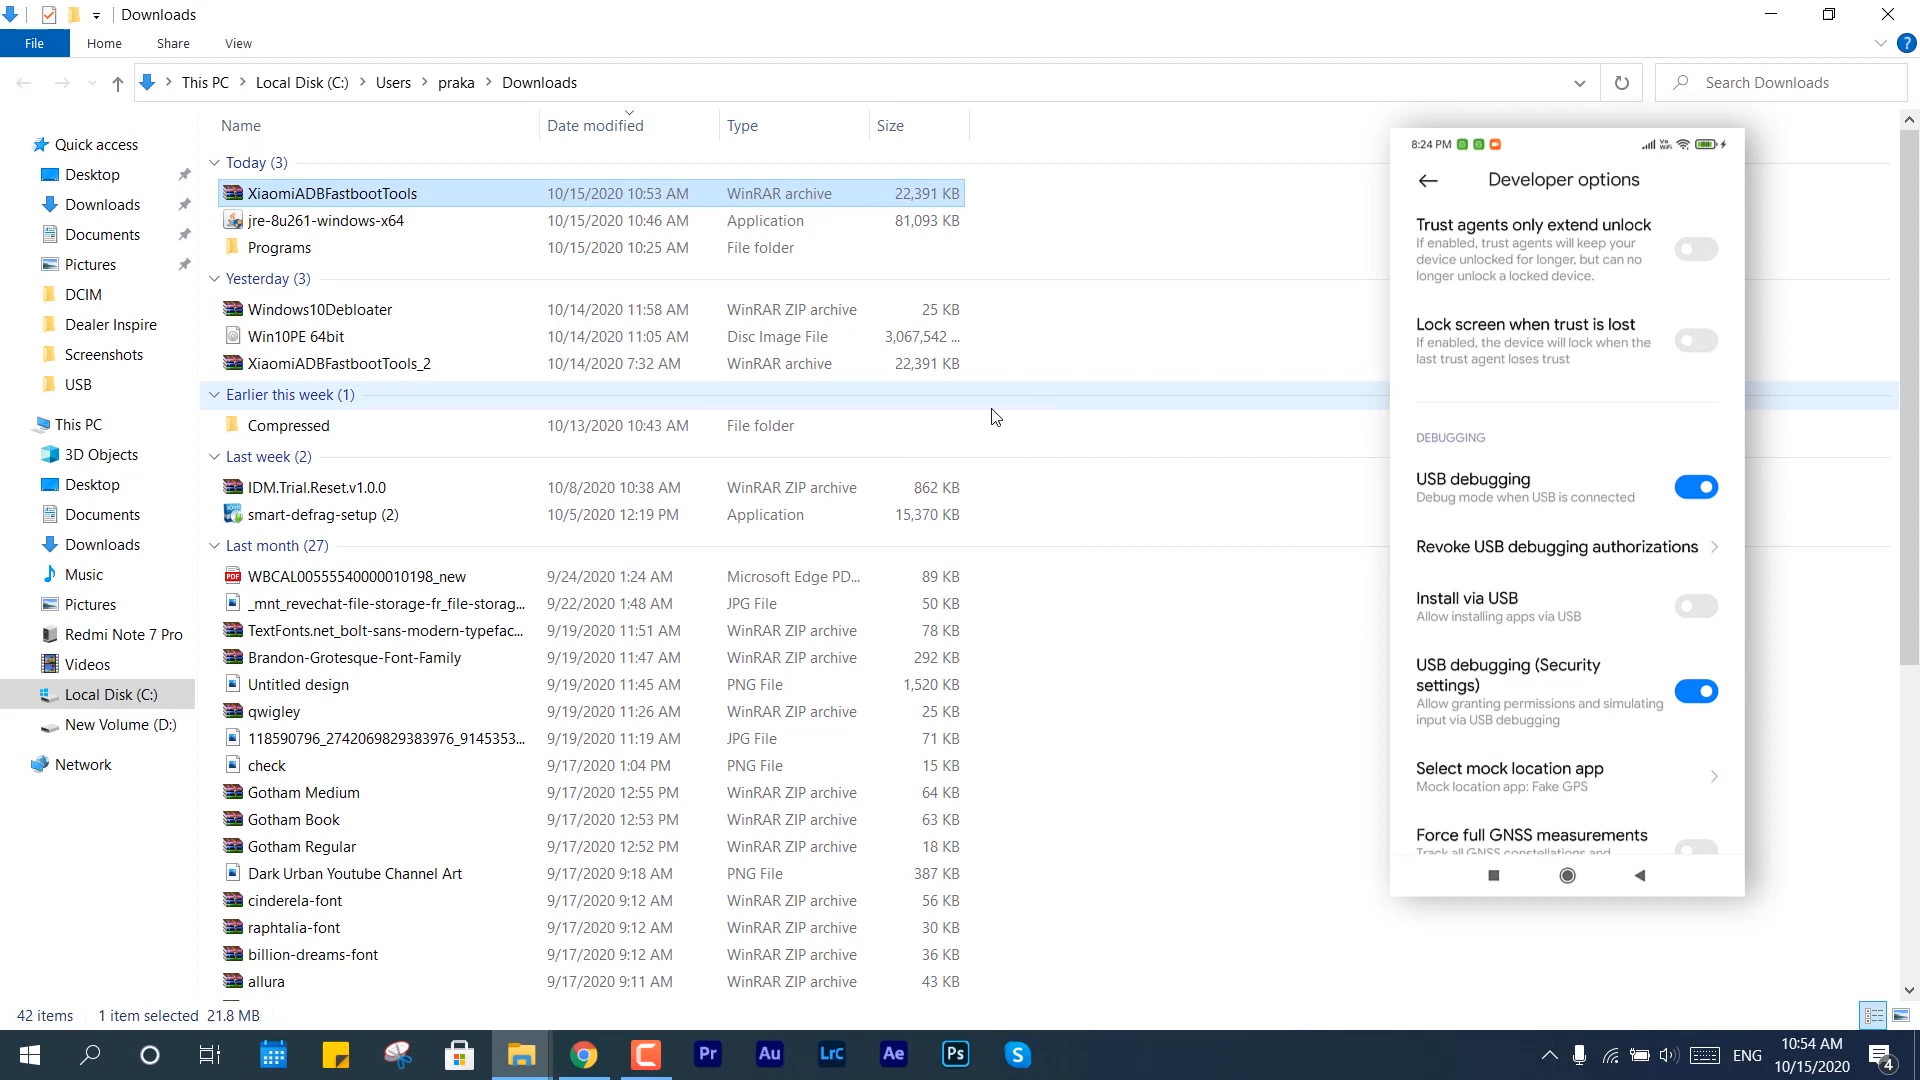 Downloads
File Home Share View
This PC Local Disk (C:) Users praka Downloads
Search Downloads
Name Date modified Type Size
Quick access
Desktop
Downloads
Documents
Pictures
DCIM
Dealer Inspire
Screenshots
USB
This PC
3D Objects
Desktop
Documents
Downloads
Music
Pictures
Redmi Note 7 Pro
Videos
Local Disk (C:)
New Volume (D:)
Network
Today (3)
XiaomiADBFastbootTools 10/15/2020 10:53 AM WinRAR archive 22,391 KB
jre-8u261-windows-x64 10/15/2020 10:46 AM Application 81,093 KB
Programs 10/15/2020 10:25 AM File folder
Yesterday (3)
Windows10Debloater 10/14/2020 11:58 AM WinRAR ZIP archive 25 KB
Win10PE 64bit 10/14/2020 11:05 AM Disc Image File 3,067,542 ...
XiaomiADBFastbootTools_2 10/14/2020 7:32 AM WinRAR archive 22,391 KB
Earlier this week (1)
Compressed 10/13/2020 10:43 AM File folder
Last week (2)
IDM.Trial.Reset.v1.0.0 10/8/2020 10:38 AM WinRAR ZIP archive 862 KB
smart-defrag-setup (2) 10/5/2020 12:19 PM Application 15,370 KB
Last month (27)
WBCAL00555540000010198_new 9/24/2020 1:24 AM Microsoft Edge PD... 89 KB
_mnt_revechat-file-storage-fr_file-storag... 9/22/2020 1:48 AM JPG File 50 KB
TextFonts.net_bolt-sans-modern-typefac... 9/19/2020 11:51 AM WinRAR ZIP archive 78 KB
Brandon-Grotesque-Font-Family 9/19/2020 11:47 AM WinRAR ZIP archive 292 KB
Untitled design 9/19/2020 11:45 AM PNG File 1,520 KB
qwigley 9/19/2020 11:26 AM WinRAR ZIP archive 25 KB
118590796_2742069829383976_9145353... 9/19/2020 11:19 AM JPG File 71 KB
check 9/17/2020 1:04 PM PNG File 15 KB
Gotham Medium 9/17/2020 12:55 PM WinRAR ZIP archive 64 KB
Gotham Book 9/17/2020 12:53 PM WinRAR ZIP archive 63 KB
Gotham Regular 9/17/2020 12:52 PM WinRAR ZIP archive 18 KB
Dark Urban Youtube Channel Art 9/17/2020 9:18 AM PNG File 387 KB
cinderela-font 9/17/2020 9:12 AM WinRAR ZIP archive 56 KB
raphtalia-font 9/17/2020 9:12 AM WinRAR ZIP archive 30 KB
billion-dreams-font 9/17/2020 9:12 AM WinRAR ZIP archive 36 KB
allura 9/17/2020 9:11 AM WinRAR ZIP archive 43 KB
8:24 PM
Developer options
Trust agents only extend unlock
If enabled, trust agents will keep your
device unlocked for longer, but can no
longer unlock a locked device.
Lock screen when trust is lost
If enabled, the device will lock when the
last trust agent loses trust
DEBUGGING
USB debugging
Debug mode when USB is connected
Revoke USB debugging authorizations
Install via USB
Allow installing apps via USB
USB debugging (Security
settings)
Allow granting permissions and simulating
input via USB debugging
Select mock location app
Mock location app: Fake GPS
Force full GNSS measurements
Track all GNSS constellations and
42 items 1 item selected 21.8 MB
Pr Au LrC Ae Ps S
ENG
10:54 AM
10/15/2020
4